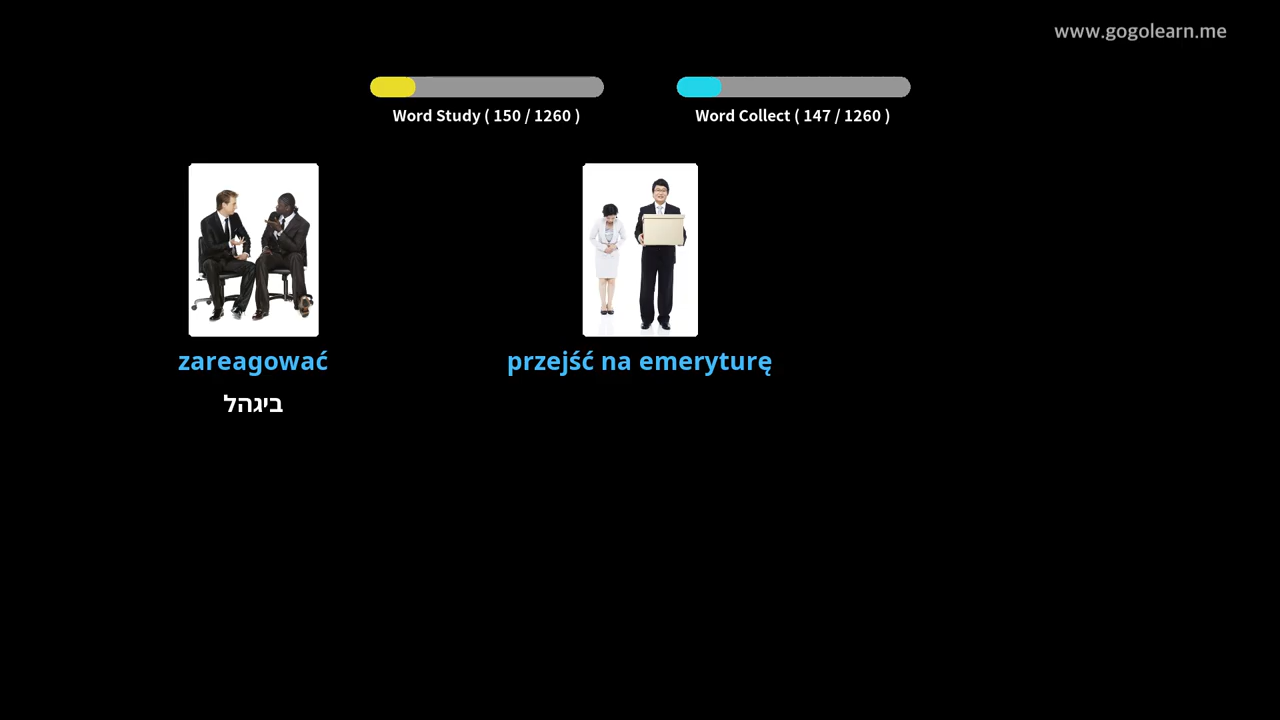 www.gogolearn.me
Word Study ( 150 / 1260 )
Word Collect ( 147 / 1260 )
zareagować
ביגהל
przejść na emeryturę